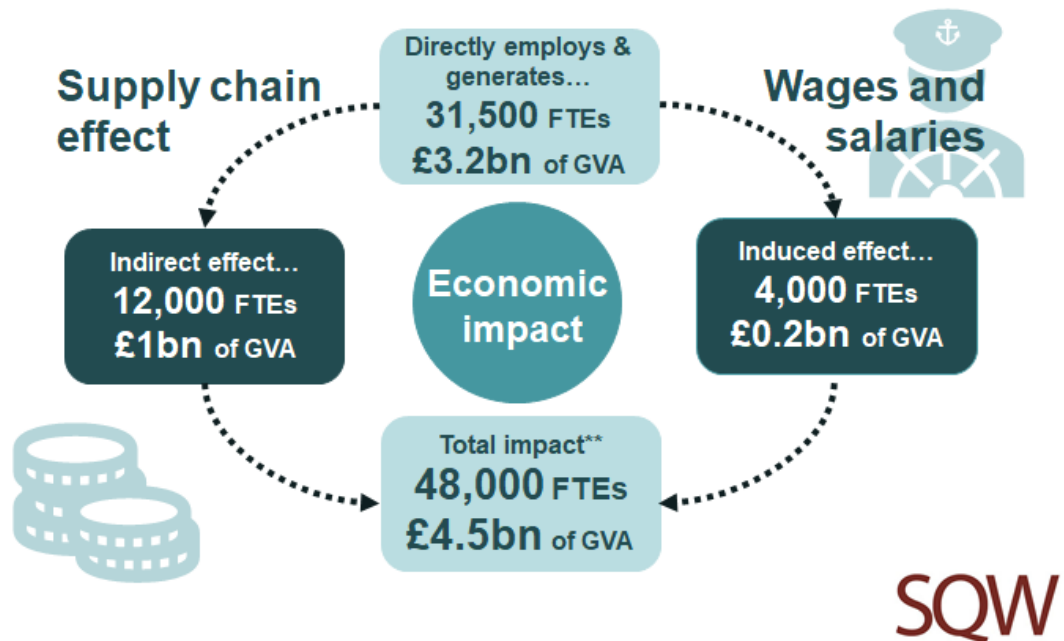 Directly employs &
generates...
31,500 FTEs
£3.2bn of GVA
Supply chain
effect
Wages and
salaries
Indirect effect...
12,000 FTEs
£1bn of GVA
Economic
impact
Induced effect...
4,000 FTEs
£0.2bn of GVA
Total impact**
48,000 FTEs
£4.5bn of GVA
SQW